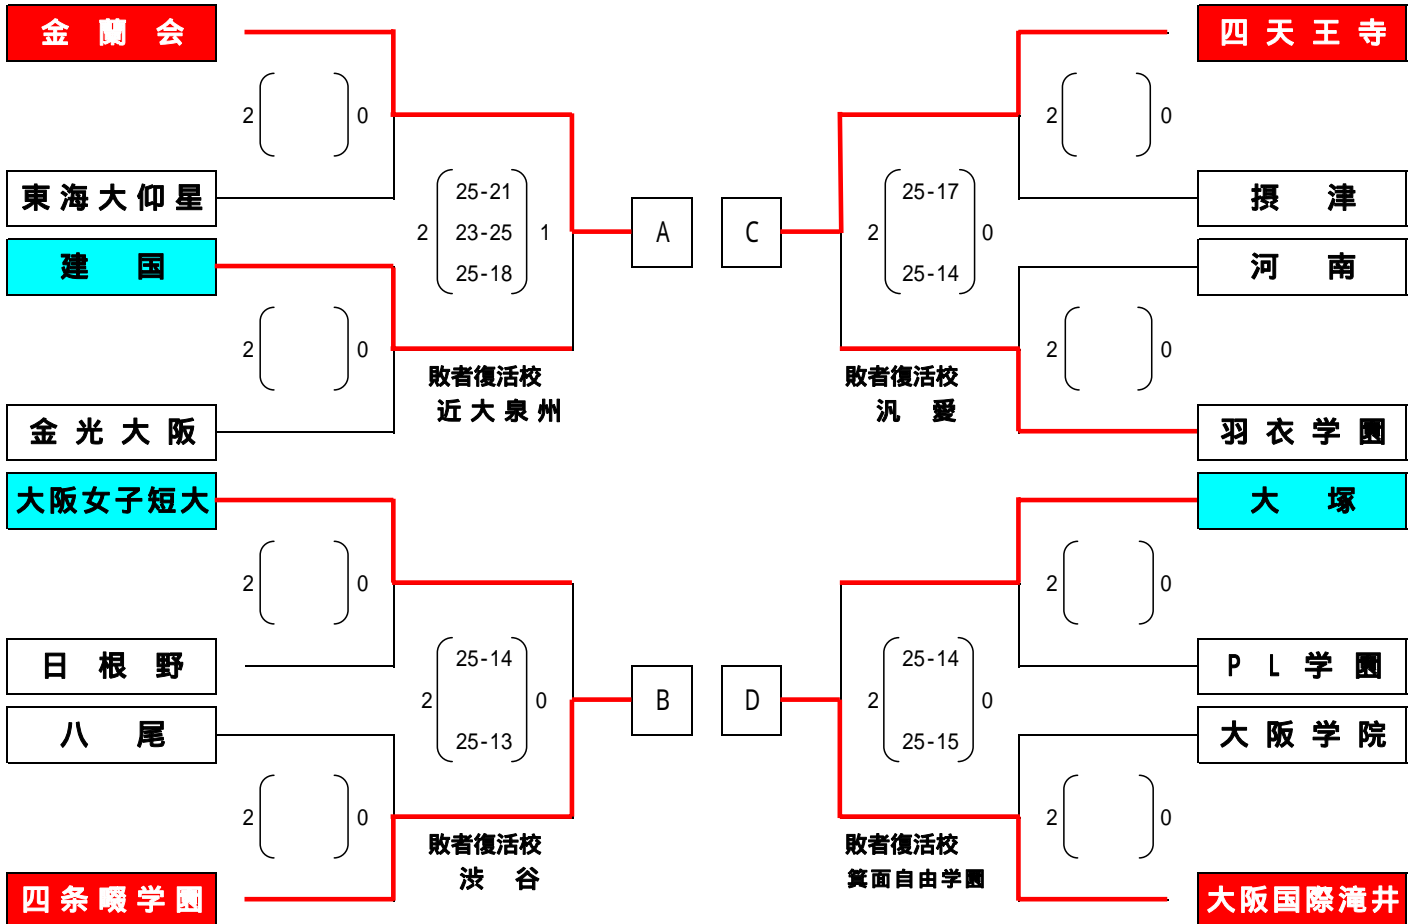 金蘭会
2 0
東海大仰星
建国
2 0
金光大阪
25-21
2 23-25 1
25-18
A
敗者復活校
近大泉州
大阪女子短大
2 0
日根野
八尾
2 0
四条畷学園
25-14
2 0
25-13
B
敗者復活校
渋谷
四天王寺
2 0
摂津
河南
2 0
羽衣学園
C
25-17
2 0
25-14
敗者復活校
汎愛
大塚
2 0
PL学園
大阪学院
2 0
大阪国際滝井
D
25-14
2 0
25-15
敗者復活校
箕面自由学園